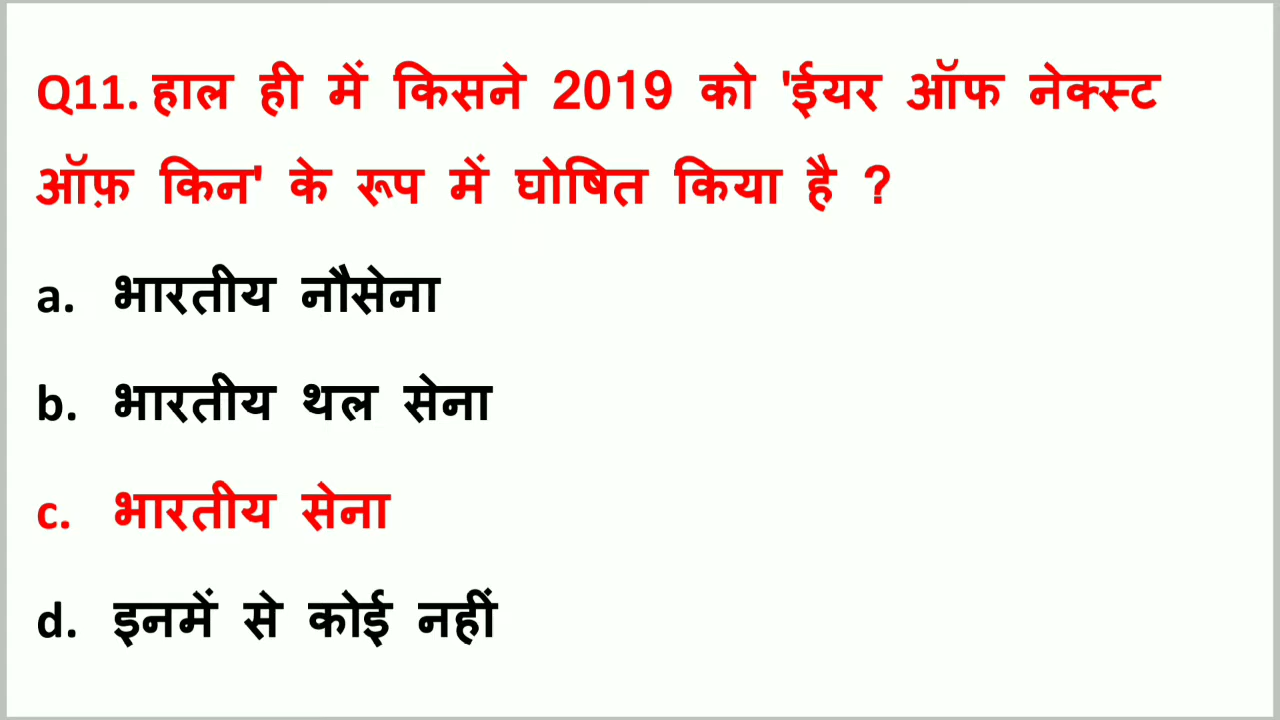 Q11. हाल ही में किसने 2019 को 'ईयर ऑफ नेक्स्ट
ऑफ़ किन' के रूप में घोषित किया है ?
a. भारतीय नौसेना
b. भारतीय थल सेना
c. भारतीय सेना
d. इनमें से कोई नहीं